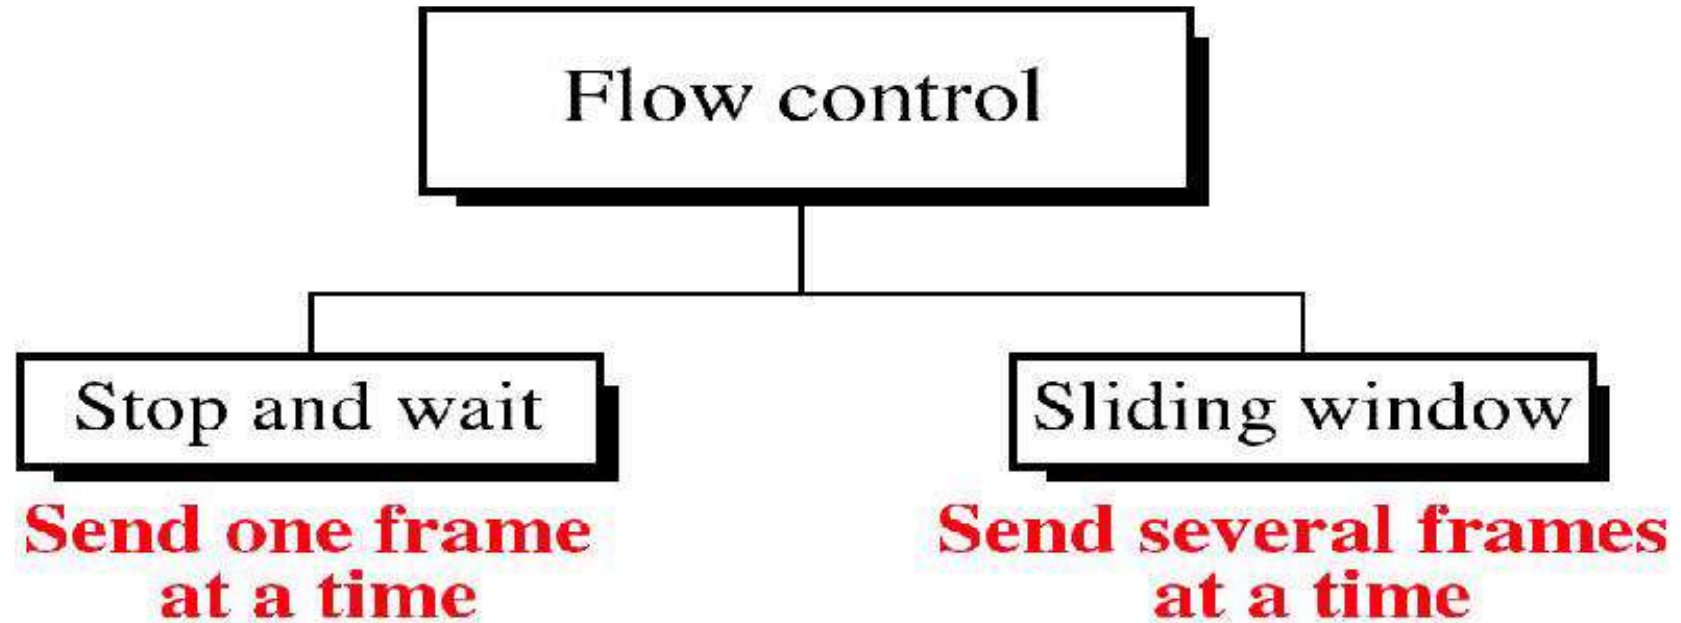 Flow control
Stop and wait
Sliding window
Send one frame
at a time
Send several frames
at a time